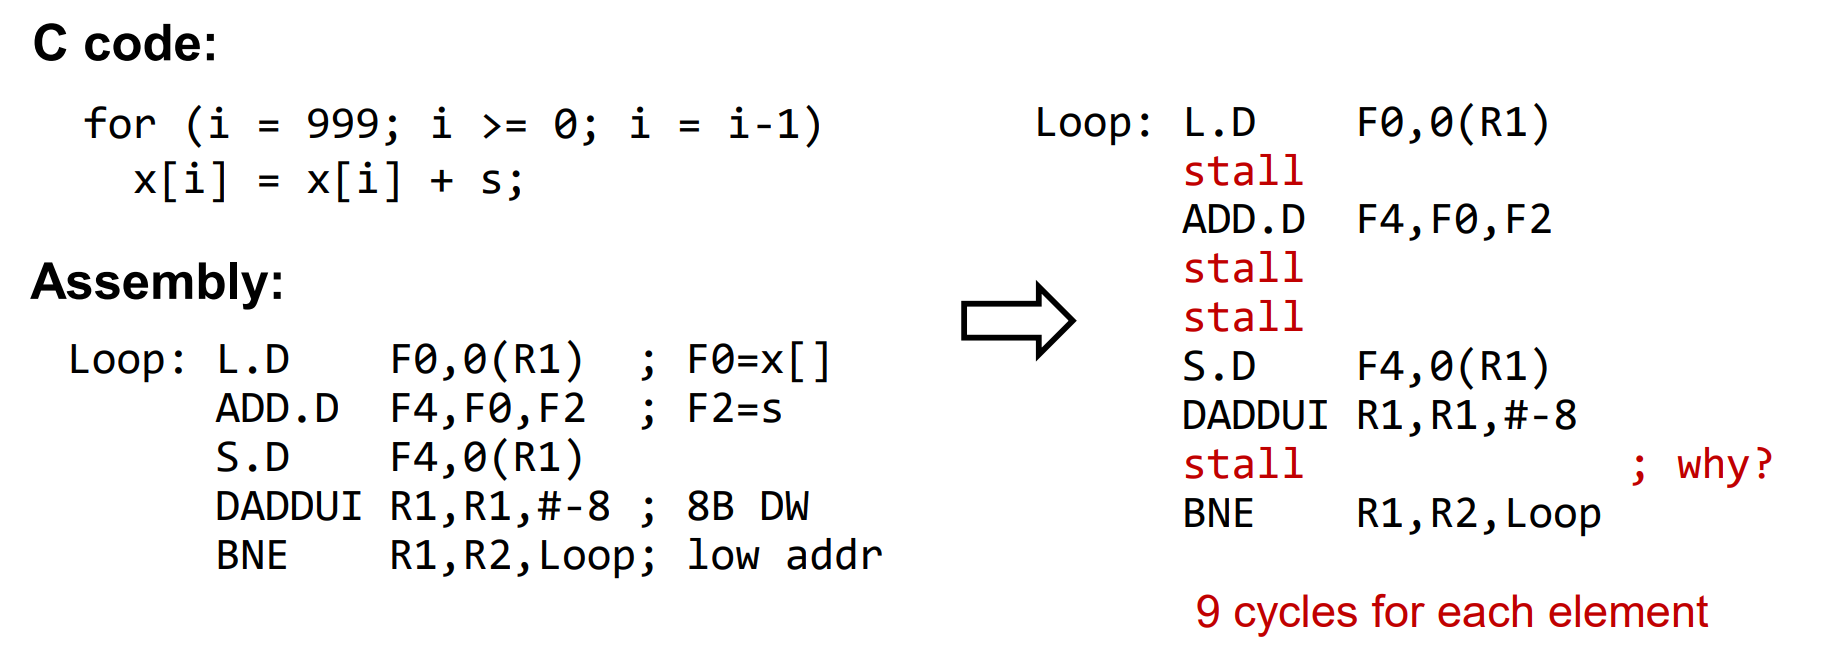 C code:
for (i = 999; i >= 0; i = i-1)
x[i] = x[i] + s;
Assembly:
Loop: L.D F0,0(R1) ; F0=x[]
ADD.D F4,F0,F2 ; F2=s
S.D F4,0(R1)
DADDUI R1,R1,#-8 ; 8B DW
BNE R1,R2,Loop; low addr
Loop: L.D F0,0(R1)
stall
ADD.D F4,F0,F2
stall
stall
S.D F4,0(R1)
DADDUI R1,R1,#-8
stall ; why?
BNE R1,R2,Loop
9 cycles for each element